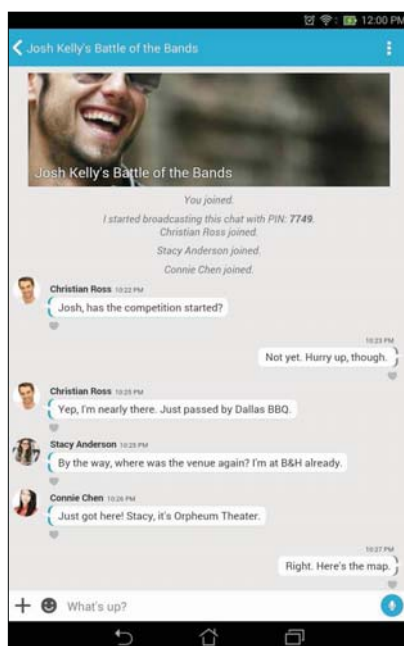 12:00 PM
Josh Kelly's Battle of the Bands
Josh Kelly's Battle of the Bands
You joined.
I started broadcasting this chat with PIN: 7749.
Christian Ross joined.
Stacy Anderson joined.
Connie Chen joined.
Christian Ross 10:22 PM
Josh, has the competition started?
10:23 PM
Not yet. Hurry up, though.
Christian Ross 10:25 PM
Yep, I'm nearly there. Just passed by Dallas BBQ.
Stacy Anderson 10:25 PM
By the way, where was the venue again? I'm at B&H already.
Connie Chen 10:26 PM
Just got here! Stacy, it's Orpheum Theater.
10:27 PM
Right. Here's the map.
What's up?